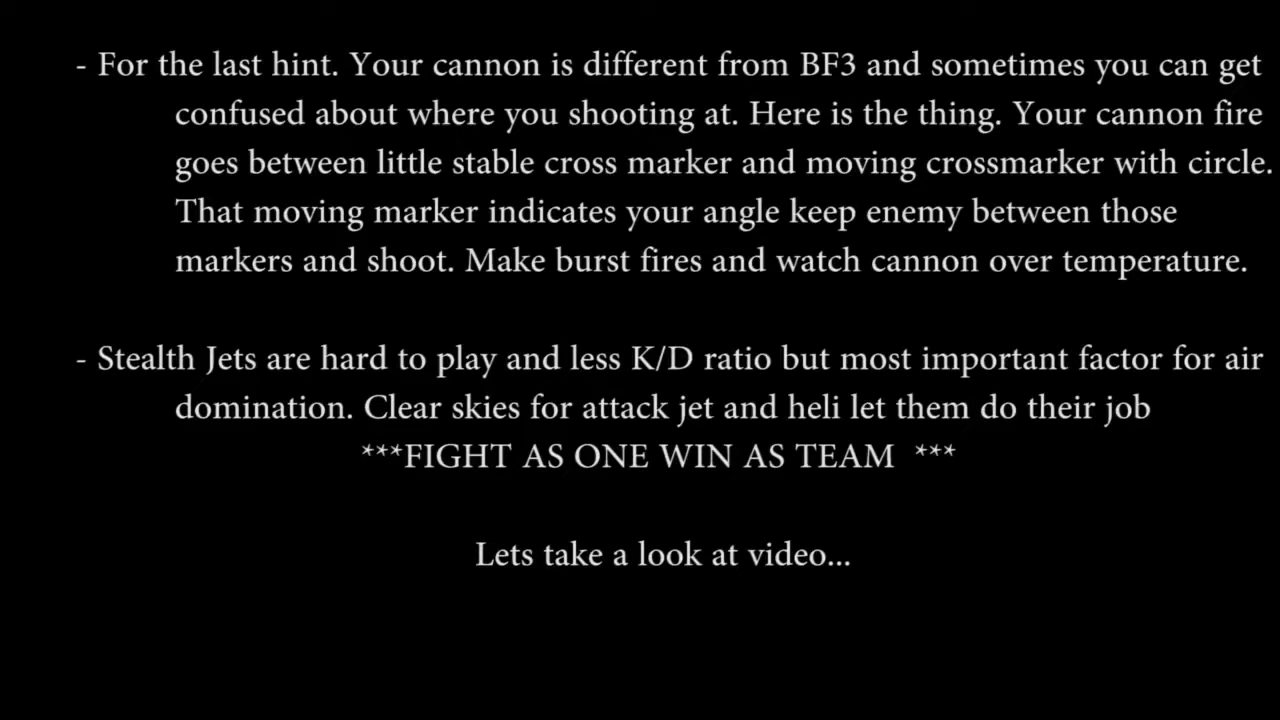 - For the last hint. Your cannon is different from BF3 and sometimes you can get
confused about where you shooting at. Here is the thing. Your cannon fire
goes between little stable cross marker and moving crossmarker with circle.
That moving marker indicates your angle keep enemy between those
markers and shoot. Make burst fires and watch cannon over temperature.
- Stealth Jets are hard to play and less K/D ratio but most important factor for air
domination. Clear skies for attack jet and heli let them do their job
***FIGHT AS ONE WIN AS TEAM ***
Lets take a look at video...